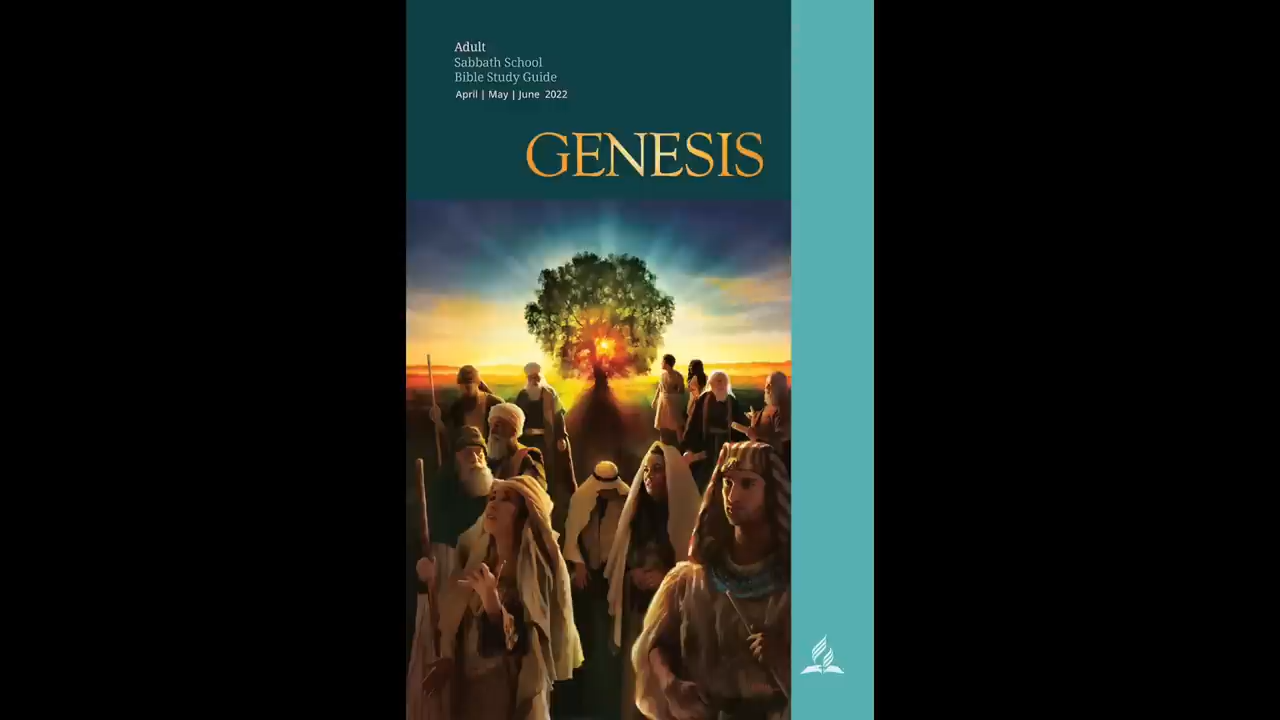 Adult
Sabbath School
Bible Study Guide
April | May | June 2022
GENESIS